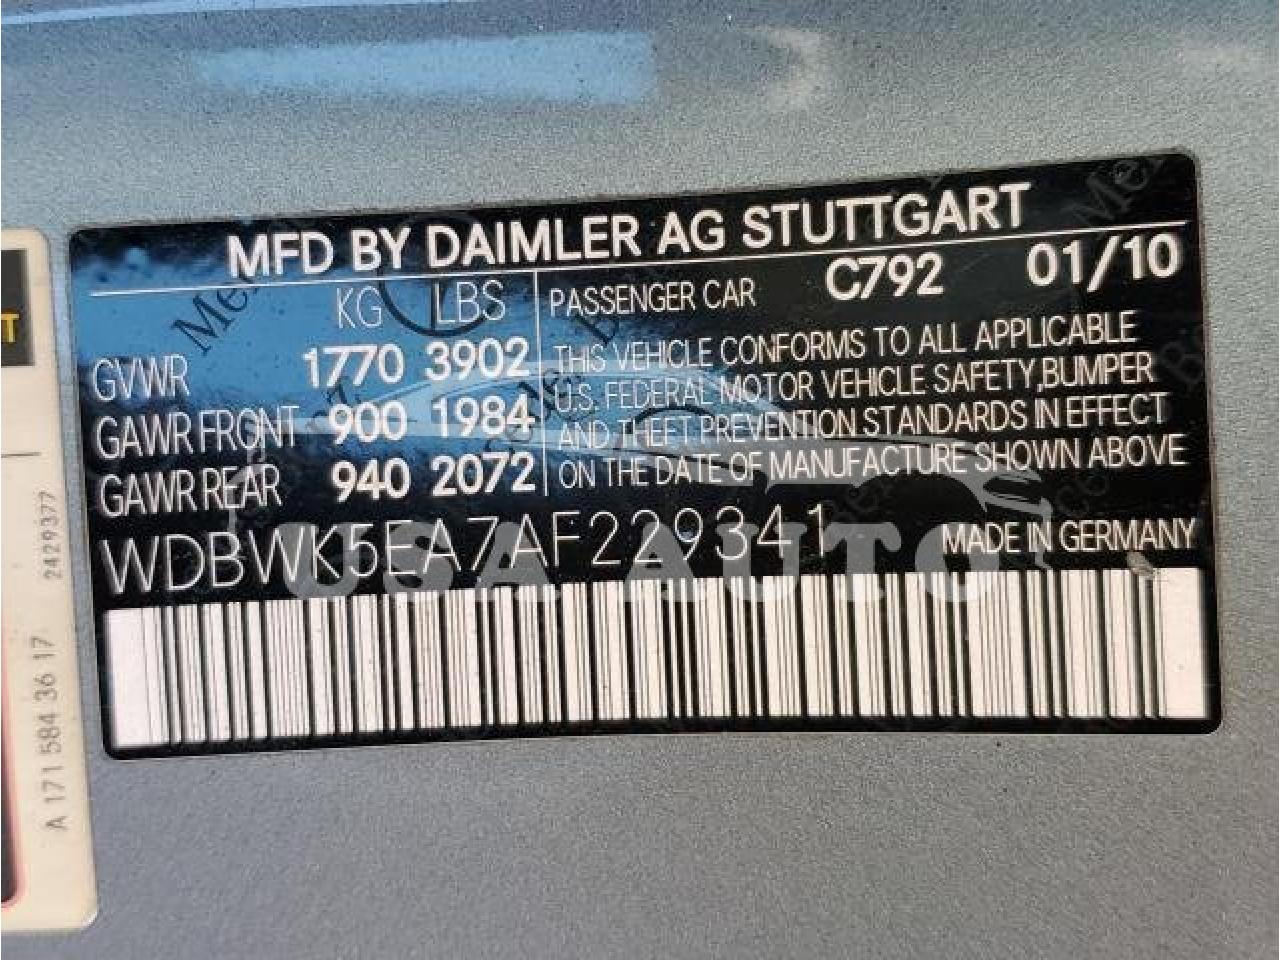 MFD BY DAIMLER AG STUTTGART
KG LBS
GVWR 1770 3902
GAWR FRONT 900 1984
GAWR REAR 940 2072
PASSENGER CAR C792 01/10
THIS VEHICLE CONFORMS TO ALL APPLICABLE
U.S. FEDERAL MOTOR VEHICLE SAFETY,BUMPER
AND THEFT PREVENTION STANDARDS IN EFFECT
ON THE DATE OF MANUFACTURE SHOWN ABOVE
WDBWK5EA7AF229341 MADE IN GERMANY
USA AUTO
A 171 584 36 17
2429377
T